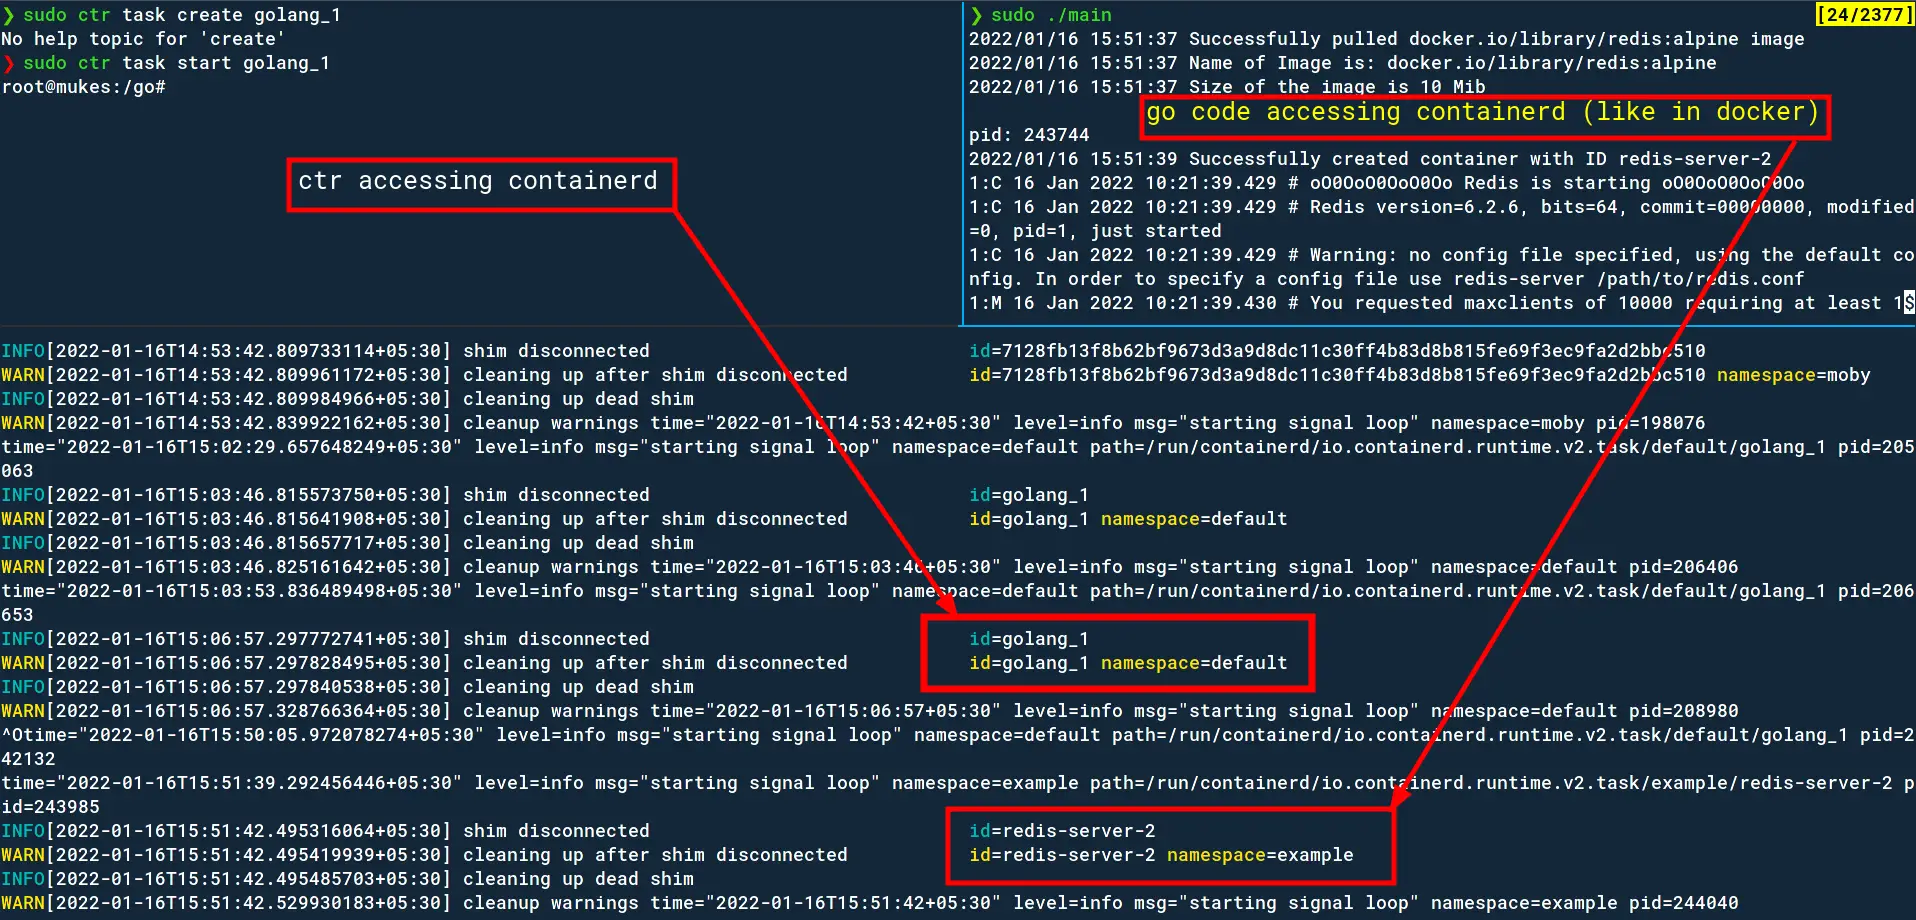 ❯ sudo ctr task create golang_1
No help topic for 'create'
❯ sudo ctr task start golang_1
root@mukes:/go#
ctr accessing containerd
❯ sudo ./main
[24/2377]
2022/01/16 15:51:37 Successfully pulled docker.io/library/redis:alpine image
2022/01/16 15:51:37 Name of Image is: docker.io/library/redis:alpine
2022/01/16 15:51:37 Size of the image is 10 Mib
go code accessing containerd (like in docker)
pid: 243744
2022/01/16 15:51:39 Successfully created container with ID redis-server-2
1:C 16 Jan 2022 10:21:39.429 # oO0OoO0OoO0Oo Redis is starting oO0OoO0OoO0Oo
1:C 16 Jan 2022 10:21:39.429 # Redis version=6.2.6, bits=64, commit=00000000, modified
=0, pid=1, just started
1:C 16 Jan 2022 10:21:39.429 # Warning: no config file specified, using the default co
nfig. In order to specify a config file use redis-server /path/to/redis.conf
1:M 16 Jan 2022 10:21:39.430 # You requested maxclients of 10000 requiring at least 1$
INFO[2022-01-16T14:53:42.809733114+05:30] shim disconnected id=7128fb13f8b62bf9673d3a9d8dc11c30ff4b83d8b815fe69f3ec9fa2d2bbc510
WARN[2022-01-16T14:53:42.809961172+05:30] cleaning up after shim disconnected id=7128fb13f8b62bf9673d3a9d8dc11c30ff4b83d8b815fe69f3ec9fa2d2bbc510 namespace=moby
INFO[2022-01-16T14:53:42.809984966+05:30] cleaning up dead shim
WARN[2022-01-16T14:53:42.839922162+05:30] cleanup warnings time="2022-01-16T14:53:42+05:30" level=info msg="starting signal loop" namespace=moby pid=198076
time="2022-01-16T15:02:29.657648249+05:30" level=info msg="starting signal loop" namespace=default path=/run/containerd/io.containerd.runtime.v2.task/default/golang_1 pid=205
063
INFO[2022-01-16T15:03:46.815573750+05:30] shim disconnected id=golang_1
WARN[2022-01-16T15:03:46.815641908+05:30] cleaning up after shim disconnected id=golang_1 namespace=default
INFO[2022-01-16T15:03:46.815657717+05:30] cleaning up dead shim
WARN[2022-01-16T15:03:46.825161642+05:30] cleanup warnings time="2022-01-16T15:03:46+05:30" level=info msg="starting signal loop" namespace=default pid=206406
time="2022-01-16T15:03:53.836489498+05:30" level=info msg="starting signal loop" namespace=default path=/run/containerd/io.containerd.runtime.v2.task/default/golang_1 pid=206
653
INFO[2022-01-16T15:06:57.297772741+05:30] shim disconnected id=golang_1
WARN[2022-01-16T15:06:57.297828495+05:30] cleaning up after shim disconnected id=golang_1 namespace=default
INFO[2022-01-16T15:06:57.297840538+05:30] cleaning up dead shim
WARN[2022-01-16T15:06:57.328766364+05:30] cleanup warnings time="2022-01-16T15:06:57+05:30" level=info msg="starting signal loop" namespace=default pid=208980
^Otime="2022-01-16T15:50:05.972078274+05:30" level=info msg="starting signal loop" namespace=default path=/run/containerd/io.containerd.runtime.v2.task/default/golang_1 pid=2
42132
time="2022-01-16T15:51:39.292456446+05:30" level=info msg="starting signal loop" namespace=example path=/run/containerd/io.containerd.runtime.v2.task/example/redis-server-2 p
id=243985
INFO[2022-01-16T15:51:42.495316064+05:30] shim disconnected id=redis-server-2
WARN[2022-01-16T15:51:42.495419939+05:30] cleaning up after shim disconnected id=redis-server-2 namespace=example
INFO[2022-01-16T15:51:42.495485703+05:30] cleaning up dead shim
WARN[2022-01-16T15:51:42.529930183+05:30] cleanup warnings time="2022-01-16T15:51:42+05:30" level=info msg="starting signal loop" namespace=example pid=244040